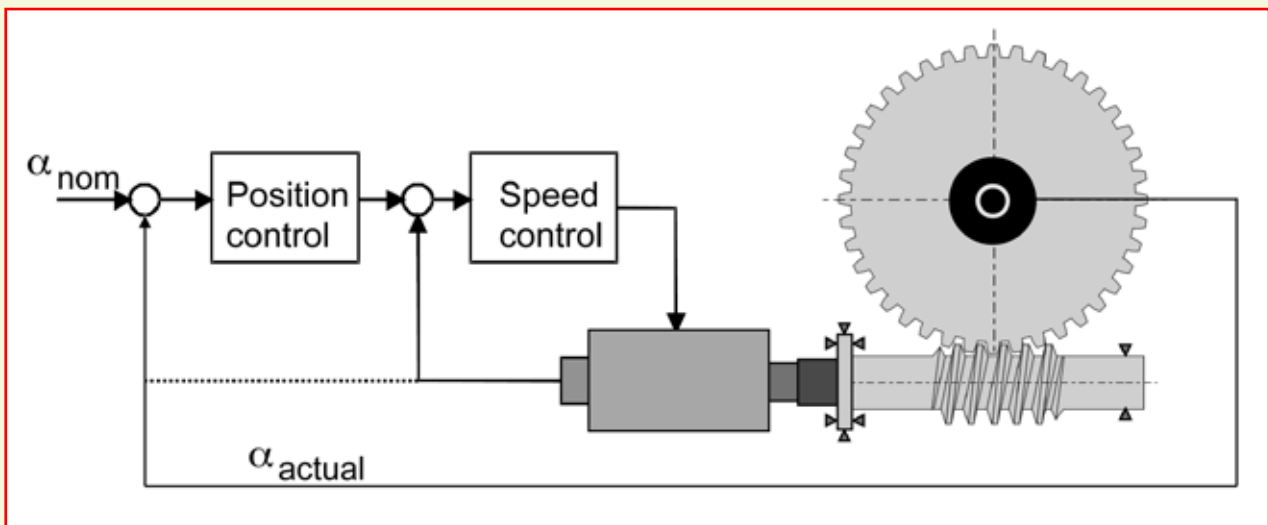 α nom
Position
control
Speed
control
α actual